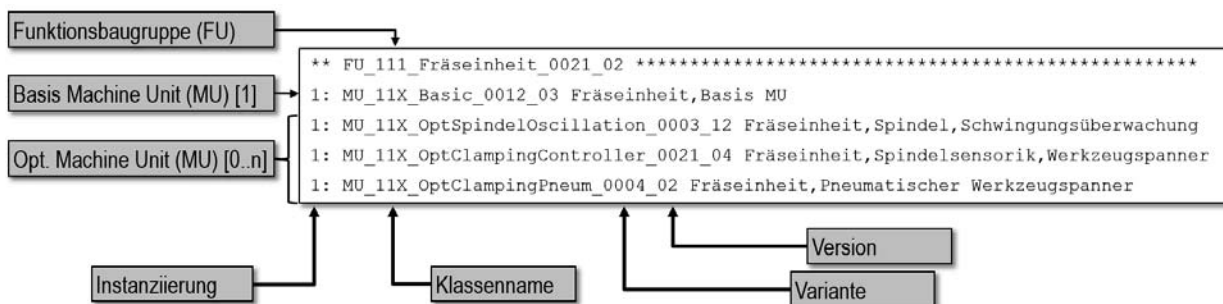 Funktionsbaugruppe (FU)
** FU_111_Fräseinheit_0021_02 ****************************************************
Basis Machine Unit (MU) [1]
1: MU_11X_Basic_0012_03 Fräseinheit,Basis MU
1: MU_11X_OptSpindelOscillation_0003_12 Fräseinheit,Spindel,Schwingungsüberwachung
Opt. Machine Unit (MU) [0..n]
1: MU_11X_OptClampingController_0021_04 Fräseinheit,Spindelsensorik,Werkzeugspanner
1: MU_11X_OptClampingPneum_0004_02 Fräseinheit,Pneumatischer Werkzeugspanner
Version
Instanziierung
Klassenname
Variante